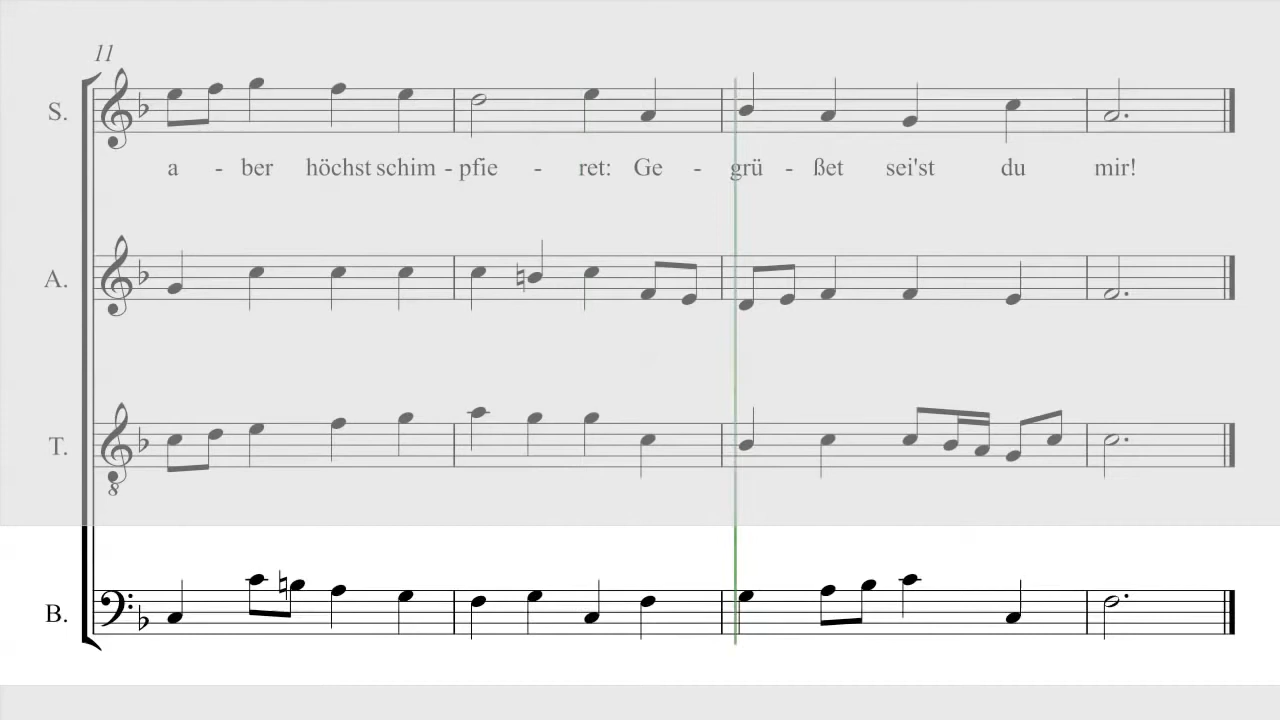 11
S.
a - ber höchst schim - pfie - ret: Ge - grü - ßet sei'st du mir!
A.
T.
8
B.